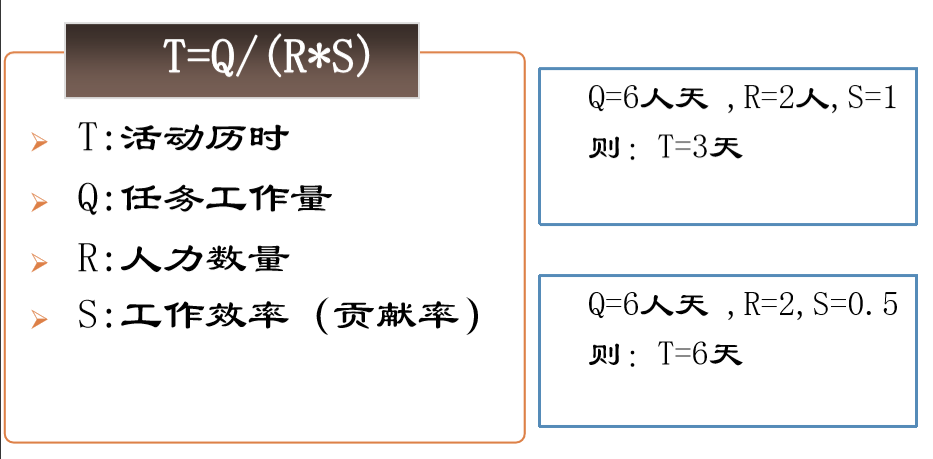 T=Q/(R*S)
T:活动历时
Q:任务工作量
R:人力数量
S:工作效率（贡献率）
Q=6人天 ,R=2人,S=1
则: T=3天
Q=6人天 ,R=2,S=0.5
则: T=6天